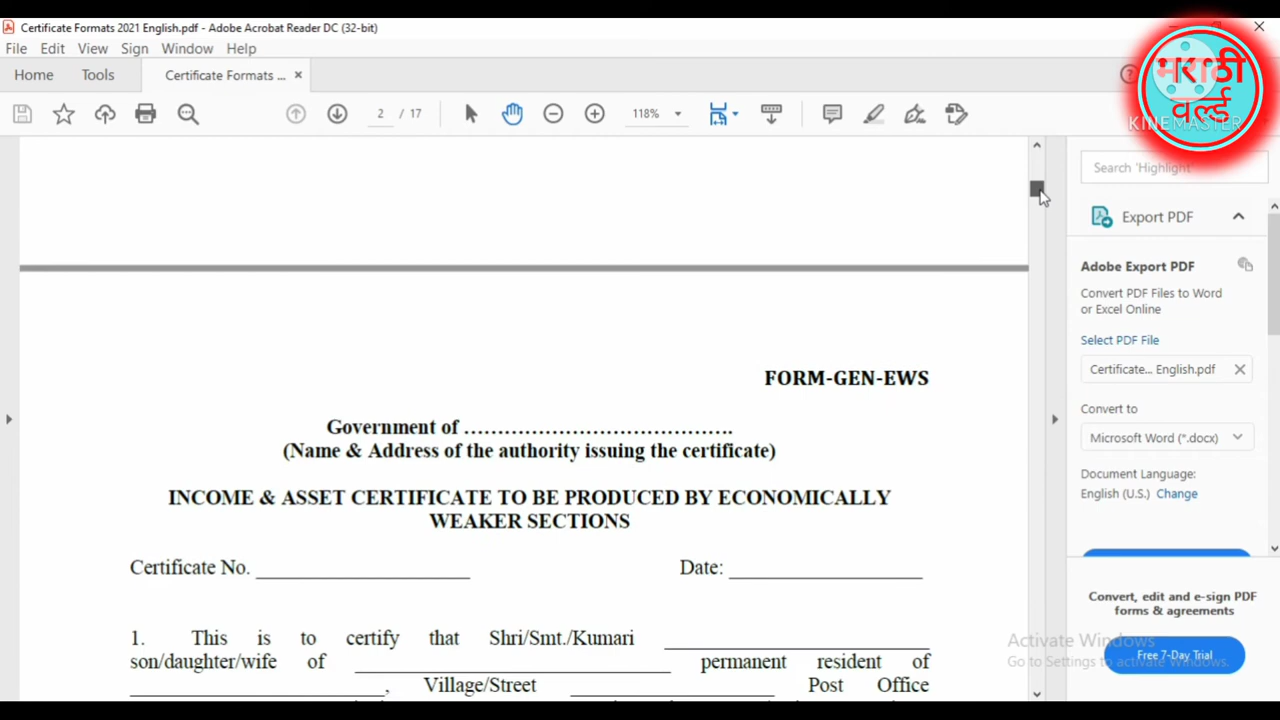 Certificate Formats 2021 English.pdf - Adobe Acrobat Reader DC (32-bit)
File Edit View Sign Window Help
Home Tools Certificate Formats ...
2 / 17 118%
मराठी
वर्ल्ड
KINEMASTER
Search 'Highlight'
Export PDF
Adobe Export PDF
Convert PDF Files to Word
or Excel Online
Select PDF File
Certificate... English.pdf
Convert to
Microsoft Word (*.docx)
Document Language:
English (U.S.) Change
Convert, edit and e-sign PDF
forms & agreements
Free 7-Day Trial
Activate Windows
Go to Settings to activate Windows.
FORM-GEN-EWS
Government of ………………………………….
(Name & Address of the authority issuing the certificate)
INCOME & ASSET CERTIFICATE TO BE PRODUCED BY ECONOMICALLY
WEAKER SECTIONS
Certificate No. ____________________ Date: __________________
1. This is to certify that Shri/Smt./Kumari _________________________
son/daughter/wife of ______________________________ permanent resident of
________________________, Village/Street ___________________ Post Office